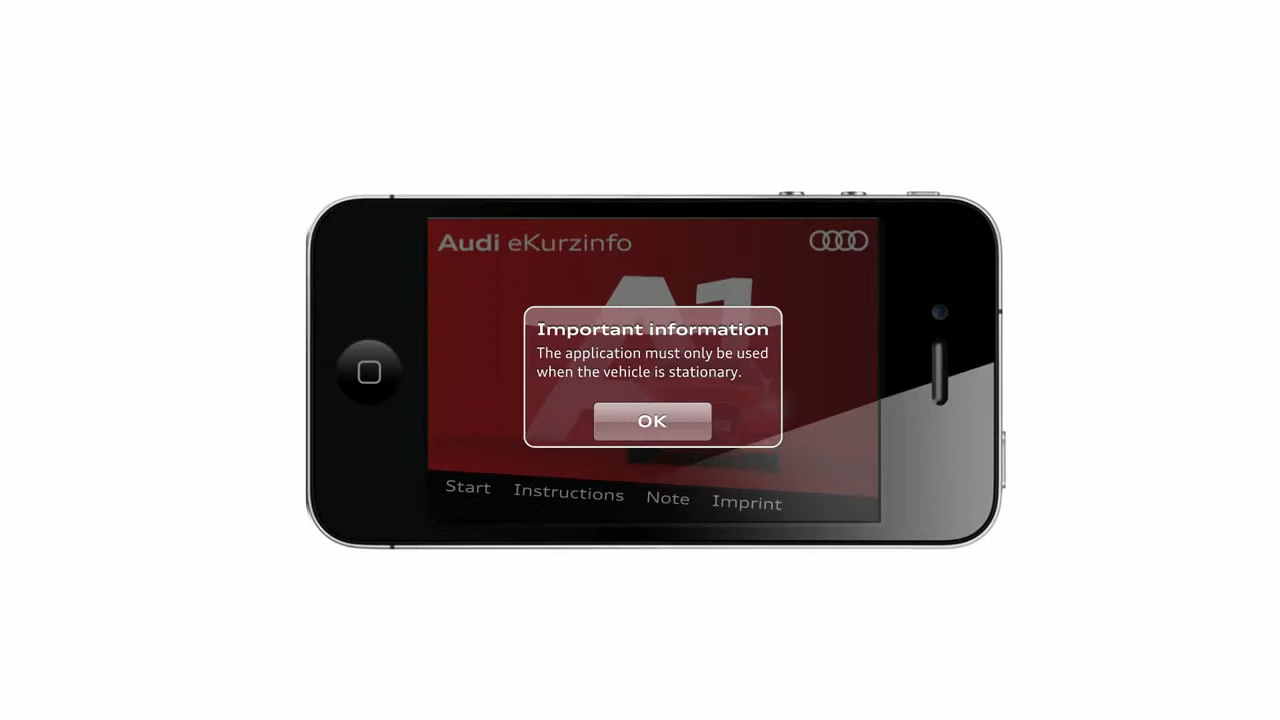 Audi eKurzinfo
A1
Important information
The application must only be used
when the vehicle is stationary.
OK
Start Instructions Note Imprint